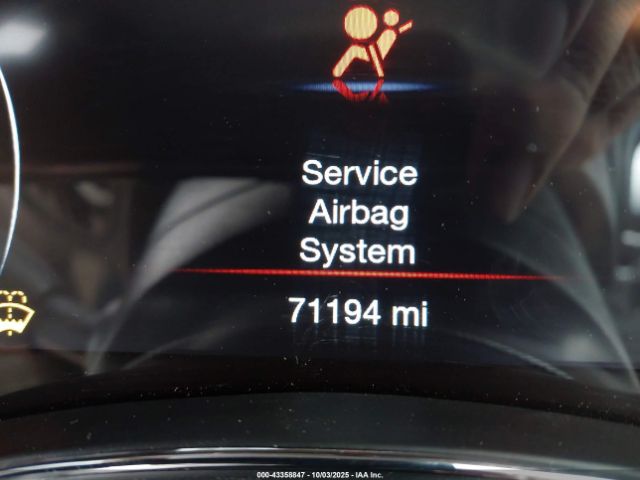 Service
Airbag
System
71194 mi
000-43358847 - 10/03/2025 - IAA Inc.